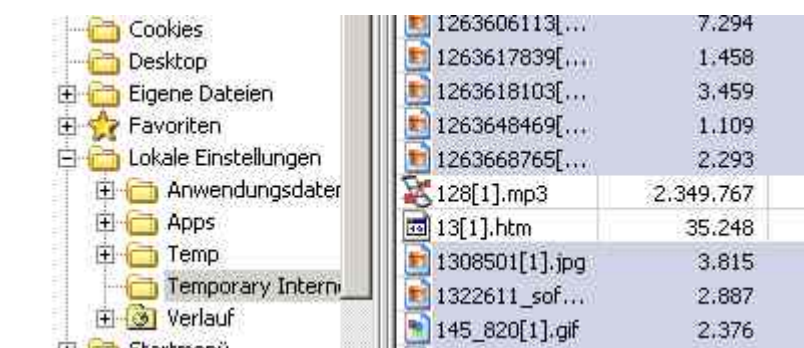 Cookies
Desktop
Eigene Dateien
Favoriten
Lokale Einstellungen
Anwendungsdaten
Apps
Temp
Temporary Intern
Verlauf
Startmenü
1263606113[... 7.294
1263617839[... 1.458
1263618103[... 3.459
1263648469[... 1.109
1263668765[... 2.293
128[1].mp3 2.349.767
13[1].htm 35.248
1308501[1].jpg 3.815
1322611_sof... 2.887
145_820[1].gif 2.376